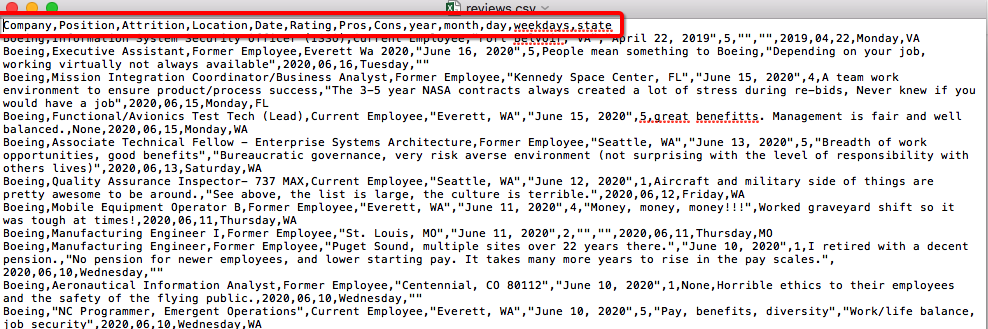 reviews.csv
Company,Position,Attrition,Location,Date,Rating,Pros,Cons,year,month,day,weekdays,state
Boeing,Information System Security Officer (ISSO),Current Employee,"Fort Belvoir, VA","April 22, 2019",5,"","",2019,04,22,Monday,VA
Boeing,Executive Assistant,Former Employee,Everett Wa 2020,"June 16, 2020",5,People mean something to Boeing,"Depending on your job,
working virtually not always available",2020,06,16,Tuesday,""
Boeing,Mission Integration Coordinator/Business Analyst,Former Employee,"Kennedy Space Center, FL","June 15, 2020",4,A team work
environment to ensure product/process success,"The 3-5 year NASA contracts always created a lot of stress during re-bids, Never knew if you
would have a job",2020,06,15,Monday,FL
Boeing,Functional/Avionics Test Tech (Lead),Current Employee,"Everett, WA","June 15, 2020",5,great benefitts. Management is fair and well
balanced.,None,2020,06,15,Monday,WA
Boeing,Associate Technical Fellow – Enterprise Systems Architecture,Former Employee,"Seattle, WA","June 13, 2020",5,"Breadth of work
opportunities, good benefits","Bureaucratic governance, very risk averse environment (not surprising with the level of responsibility with
others lives)",2020,06,13,Saturday,WA
Boeing,Quality Assurance Inspector- 737 MAX,Current Employee,"Seattle, WA","June 12, 2020",1,Aircraft and military side of things are
pretty awesome to be around.,"See above, the list is large, the culture is terrible.",2020,06,12,Friday,WA
Boeing,Mobile Equipment Operator B,Former Employee,"Everett, WA","June 11, 2020",4,"Money, money, money!!!",Worked graveyard shift so it
was tough at times!,2020,06,11,Thursday,WA
Boeing,Manufacturing Engineer I,Former Employee,"St. Louis, MO","June 11, 2020",2,"","",2020,06,11,Thursday,MO
Boeing,Manufacturing Engineer,Former Employee,"Puget Sound, multiple sites over 22 years there.","June 10, 2020",1,I retired with a decent
pension.,"No pension for newer employees, and lower starting pay. It takes many more years to rise in the pay scales.",
2020,06,10,Wednesday,""
Boeing,Aeronautical Information Analyst,Former Employee,"Centennial, CO 80112","June 10, 2020",1,None,Horrible ethics to their employees
and the safety of the flying public.,2020,06,10,Wednesday,""
Boeing,"NC Programmer, Emergent Operations",Current Employee,"Everett, WA","June 10, 2020",5,"Pay, benefits, diversity","Work/life balance,
job security",2020,06,10,Wednesday,WA